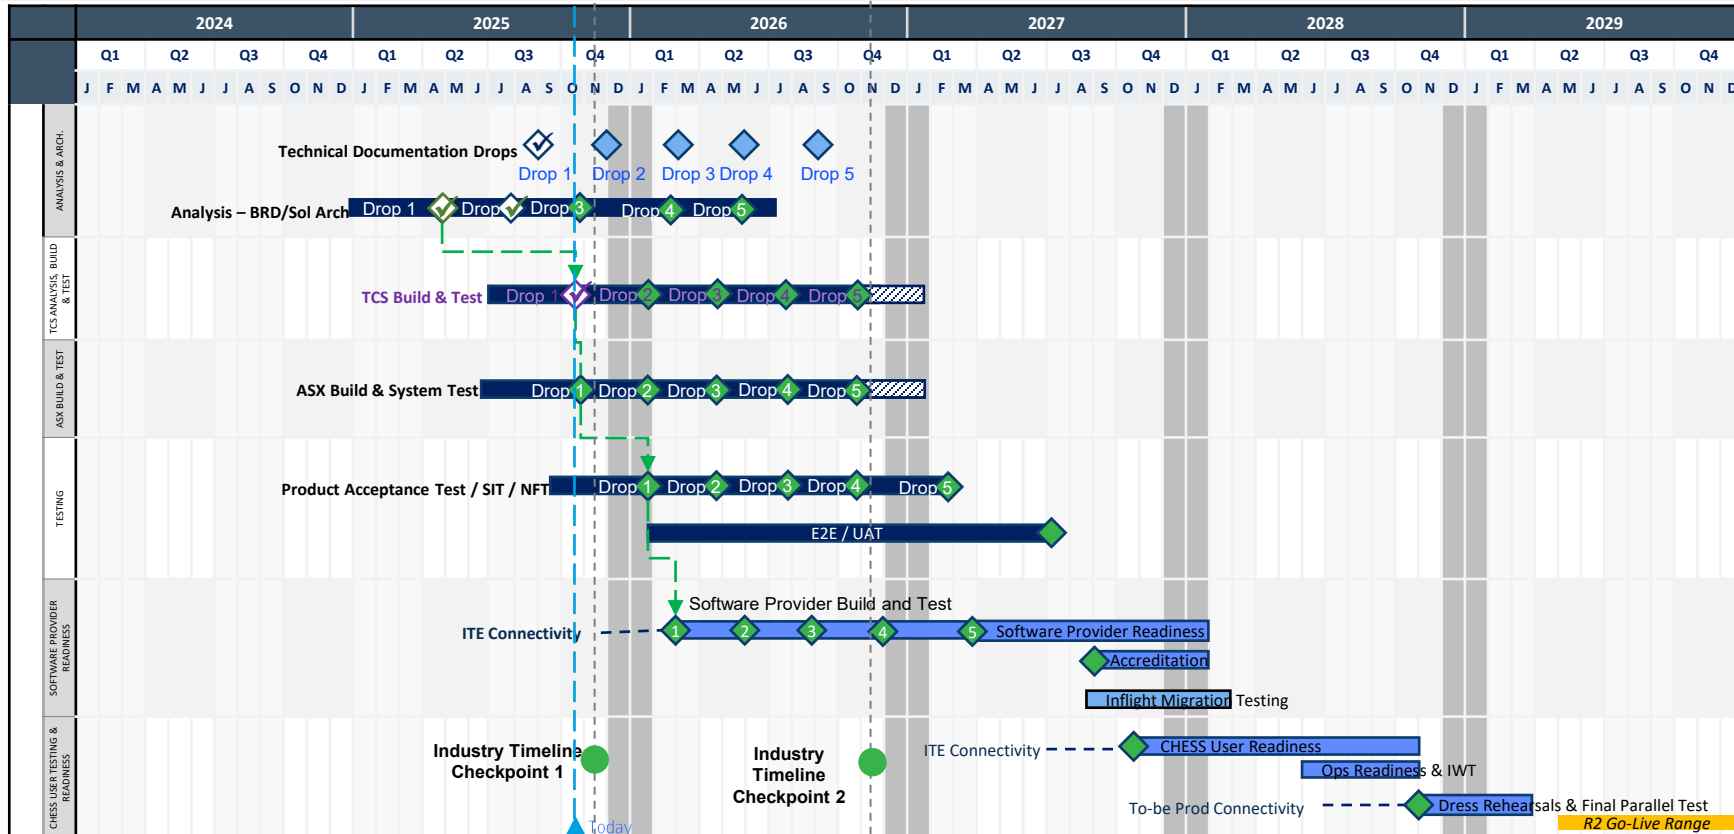 2024 2025 2026 2027 2028 2029
Q1 Q2 Q3 Q4 Q1 Q2 Q3 Q4 Q1 Q2 Q3 Q4 Q1 Q2 Q3 Q4 Q1 Q2 Q3 Q4 Q1 Q2 Q3 Q4
J F M A M J J A S O N D J F M A M J J A S O N D J F M A M J J A S O N D J F M A M J J A S O N D J F M A M J J A S O N D J F M A M J J A S O N D
ANALYSIS & ARCH.
Technical Documentation Drops
Drop 1 Drop 2 Drop 3 Drop 4 Drop 5
Analysis – BRD/Sol Arch Drop 1 Drop Drop 3 Drop 4 Drop 5
TCS ANALYSIS, BUILD
& TEST
TCS Build & Test Drop 1 Drop 2 Drop 3 Drop 4 Drop 5
ASX BUILD & TEST
ASX Build & System Test Drop 1 Drop 2 Drop 3 Drop 4 Drop 5
TESTING
Product Acceptance Test / SIT / NFT Drop 1 Drop 2 Drop 3 Drop 4 Drop 5
E2E / UAT
SOFTWARE PROVIDER
READINESS
Software Provider Build and Test
ITE Connectivity 1 2 3 4 5 Software Provider Readiness
Accreditation
Inflight Migration Testing
CHESS USER TESTING &
READINESS
Industry Timeline
Checkpoint 1
Industry
Timeline
Checkpoint 2
ITE Connectivity CHESS User Readiness
Ops Readiness & IWT
To-be Prod Connectivity Dress Rehearsals & Final Parallel Test
R2 Go-Live Range
Today